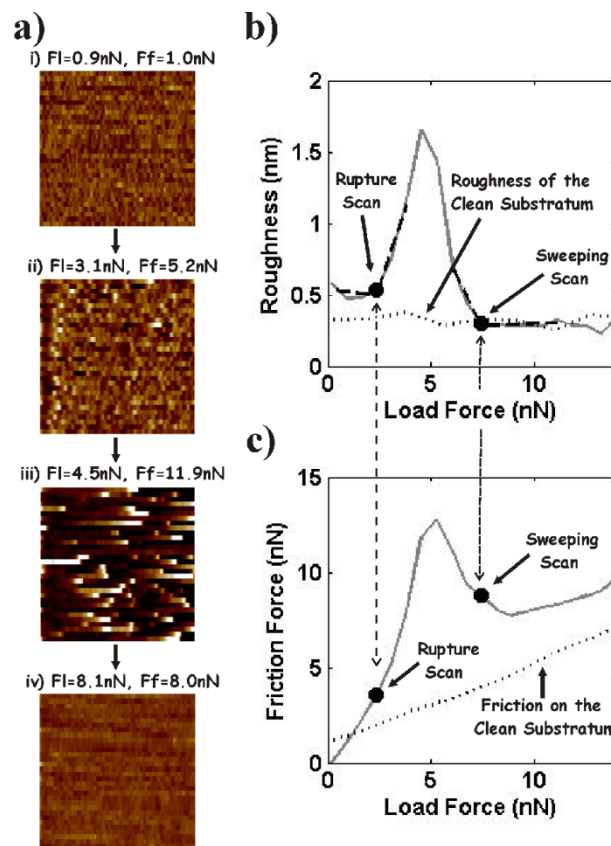 a)
i) Fl=0.9nN, Ff=1.0nN
ii) Fl=3.1nN, Ff=5.2nN
iii) Fl=4.5nN, Ff=11.9nN
iv) Fl=8.1nN, Ff=8.0nN
b)
2
1.5
1
0.5
0
Roughness (nm)
Rupture
Scan
Roughness of the
Clean Substratum
Sweeping
Scan
0
5
10
Load Force (nN)
c)
15
10
5
0
Friction Force (nN)
Sweeping
Scan
Rupture
Scan
Friction on the
Clean Substratum
0
5
10
Load Force (nN)